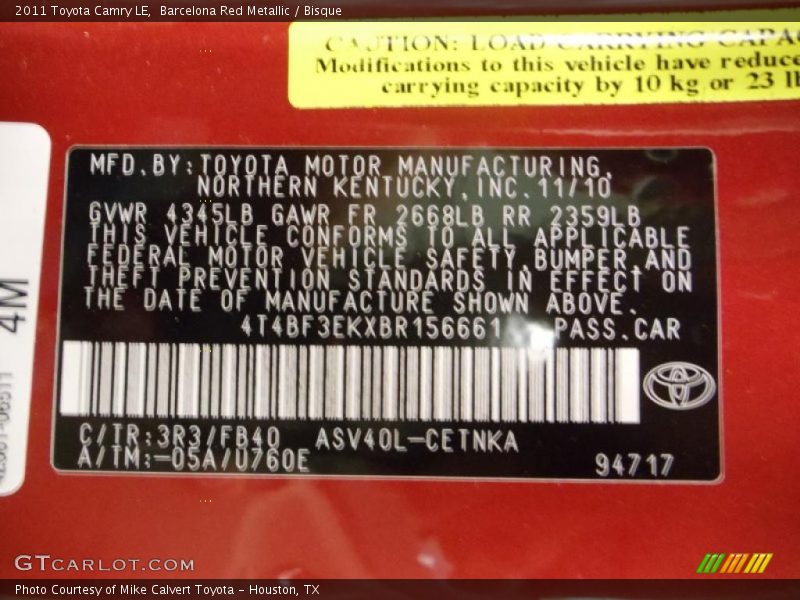 2011 Toyota Camry LE, Barcelona Red Metallic / Bisque
CAUTION: LOAD CARRYING
Modifications to this vehicle have reduce
carrying capacity by 10 kg or 23 lb
MFD.BY:TOYOTA MOTOR MANUFACTURING,
NORTHERN KENTUCKY,INC.11/10
GVWR 4345LB GAWR FR 2668LB RR 2359LB
THIS VEHICLE CONFORMS TO ALL APPLICABLE
FEDERAL MOTOR VEHICLE SAFETY,BUMPER,AND
THEFT PREVENTION STANDARDS IN EFFECT ON
THE DATE OF MANUFACTURE SHOWN ABOVE.
4T4BF3EKXBR156661 PASS.CAR
C/TR:3R3/FB40 ASV40L-CETNKA
A/TM:-05A/U760E
94717
4M
GTCARLOT.COM
Photo Courtesy of Mike Calvert Toyota - Houston, TX